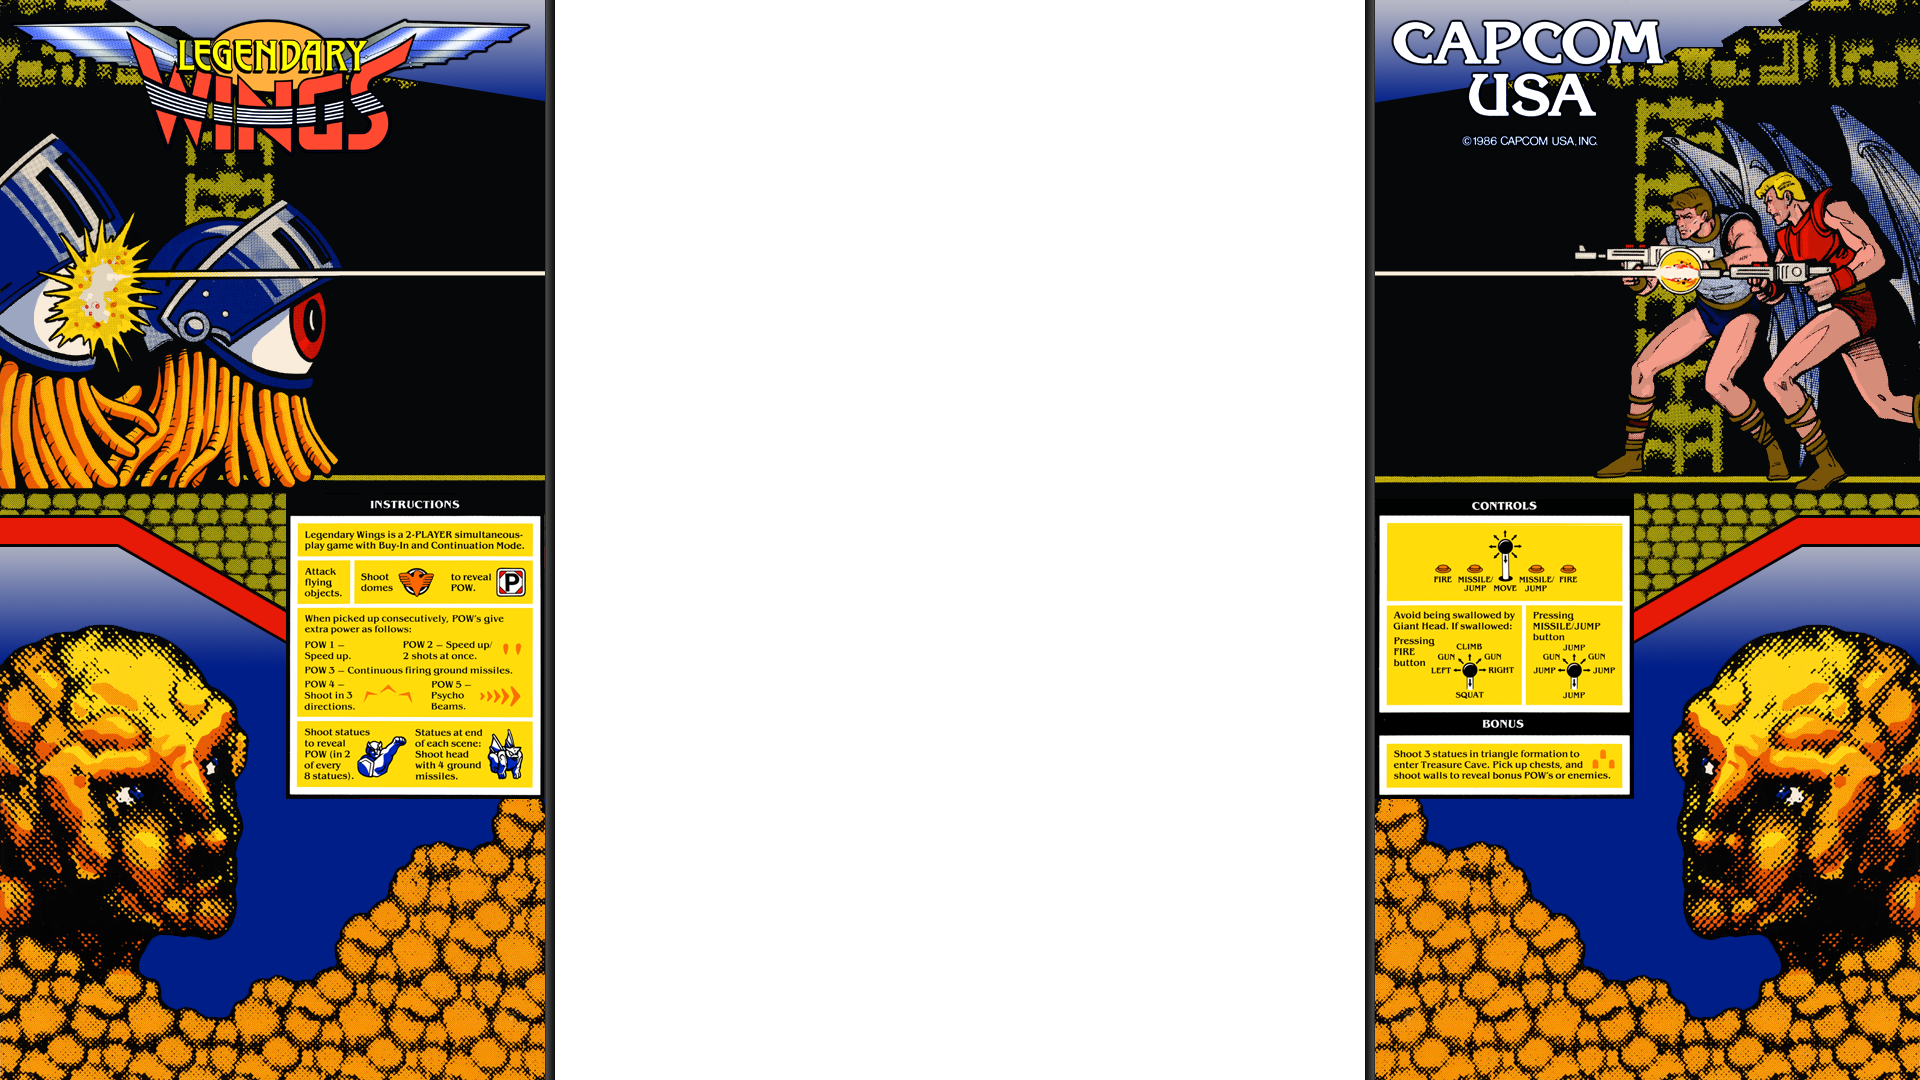 LEGENDARY
WINGS
INSTRUCTIONS
Legendary Wings is a 2-PLAYER simultaneous-
play game with Buy-In and Continuation Mode.
Attack
flying
objects.
Shoot
domes
to reveal
POW.
P
When picked up consecutively, POW's give
extra power as follows:
POW 1 –
Speed up.
POW 2 – Speed up/
2 shots at once.
POW 3 – Continuous firing ground missiles.
POW 4 –
Shoot in 3
directions.
POW 5 –
Psycho
Beams.
Shoot statues
to reveal
POW (in 2
of every
8 statues).
Statues at end
of each scene:
Shoot head
with 4 ground
missiles.
CAPCOM
USA
©1986 CAPCOM USA, INC.
CONTROLS
FIRE
MISSILE/
JUMP
MOVE
MISSILE/
JUMP
FIRE
Avoid being swallowed by
Giant Head. If swallowed:
Pressing
FIRE
button
CLIMB
GUN
GUN
LEFT
RIGHT
SQUAT
Pressing
MISSILE/JUMP
button
JUMP
GUN
GUN
JUMP
JUMP
JUMP
BONUS
Shoot 3 statues in triangle formation to
enter Treasure Cave. Pick up chests, and
shoot walls to reveal bonus POW's or enemies.